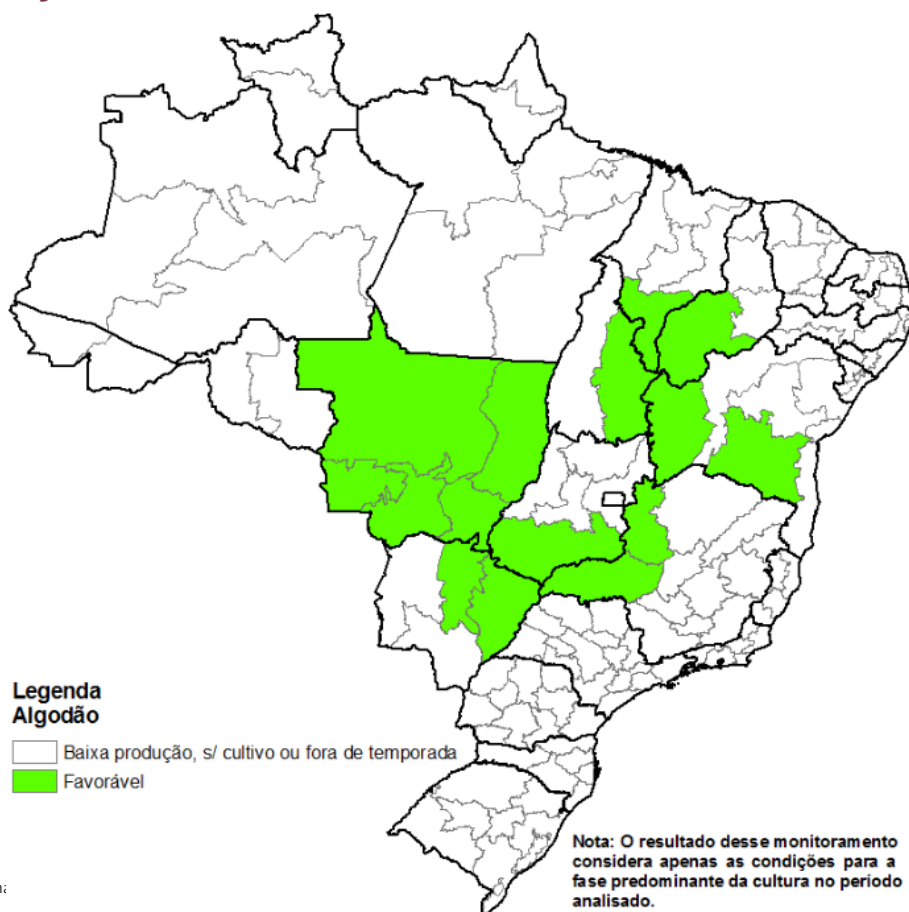 Legenda
Algodão
Baixa produção, s/ cultivo ou fora de temporada
Favorável
Nota: O resultado desse monitoramento
considera apenas as condições para a
fase predominante da cultura no período
analisado.